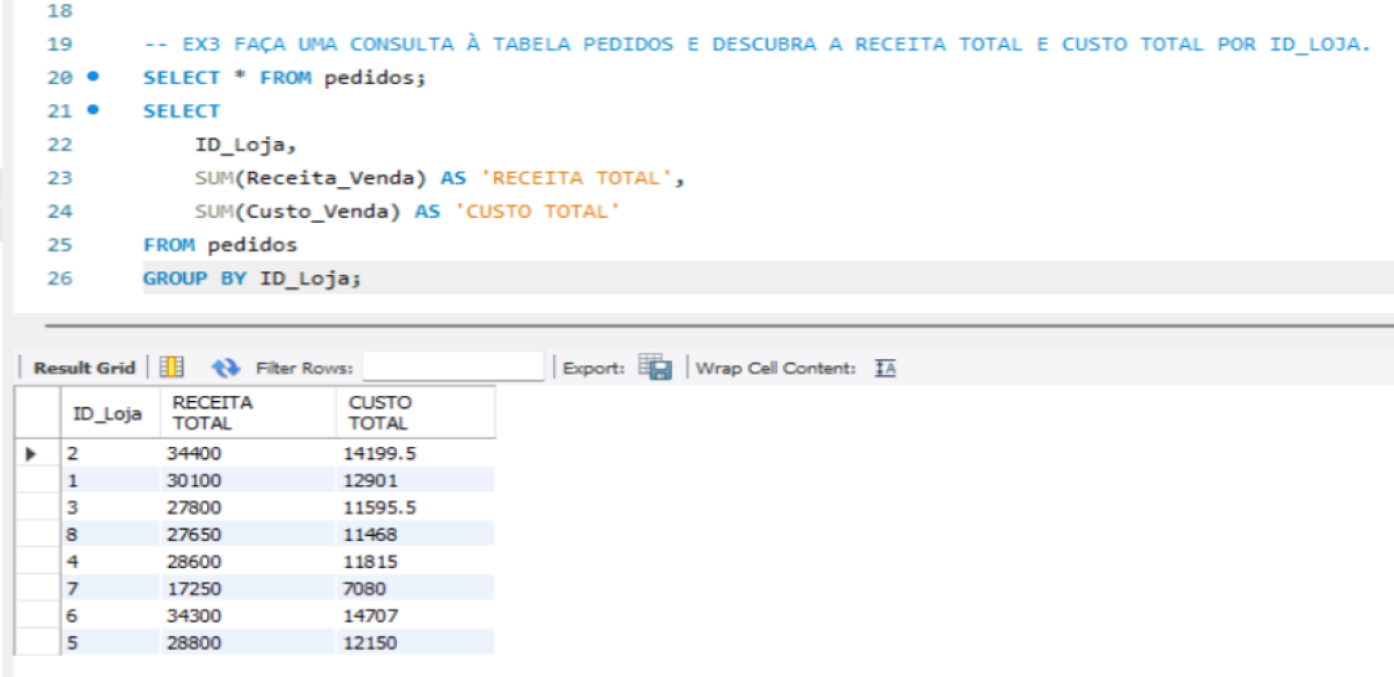 18
19 -- EX3 FAÇA UMA CONSULTA À TABELA PEDIDOS E DESCUBRA A RECEITA TOTAL E CUSTO TOTAL POR ID_LOJA.
20 SELECT * FROM pedidos;
21 SELECT
22 ID_Loja,
23 SUM(Receita_Venda) AS 'RECEITA TOTAL',
24 SUM(Custo_Venda) AS 'CUSTO TOTAL'
25 FROM pedidos
26 GROUP BY ID_Loja;
Result Grid Filter Rows: Export: Wrap Cell Content: IA
ID_Loja RECEITA TOTAL CUSTO TOTAL
2 34400 14199.5
1 30100 12901
3 27800 11595.5
8 27650 11468
4 28600 11815
7 17250 7080
6 34300 14707
5 28800 12150